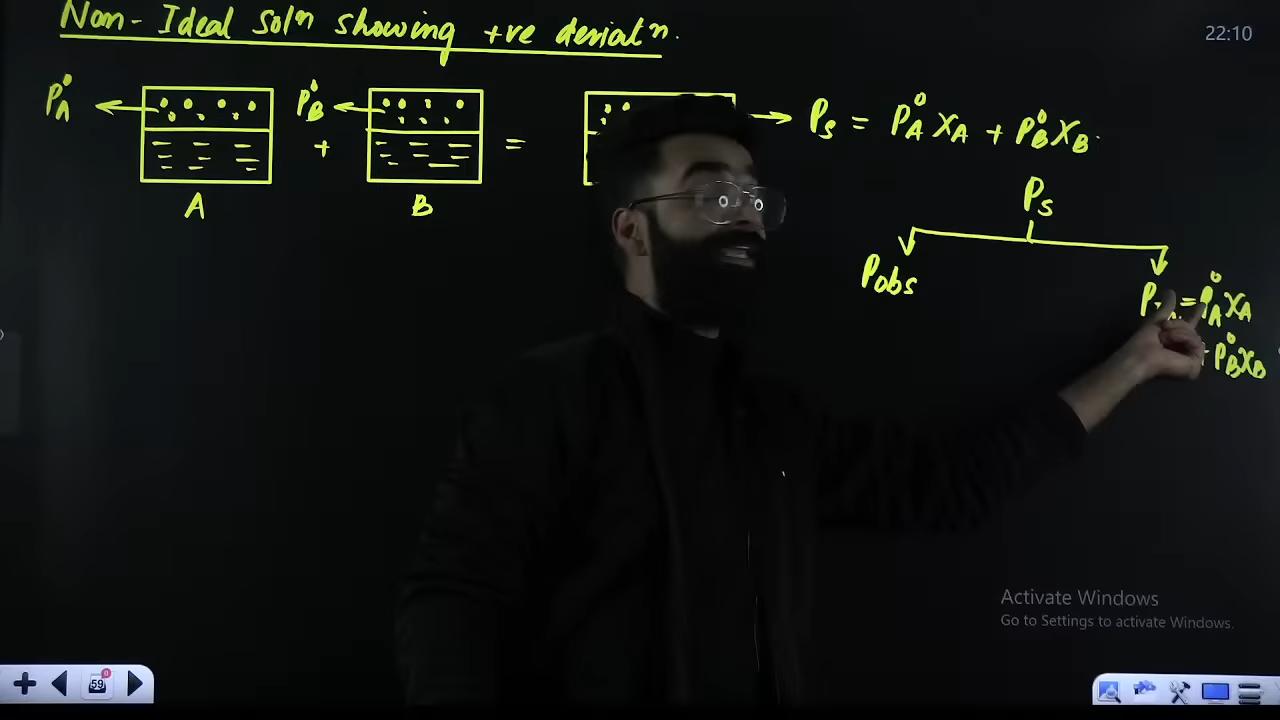 Non-Ideal solⁿ showing +ve deviatⁿ.
22:10
P°A
P°B
+
=
Ps = P°A XA + P°B XB.
A
B
Ps
Pobs
= P°A XA
+ P°B XB
Activate Windows
Go to Settings to activate Windows.
59